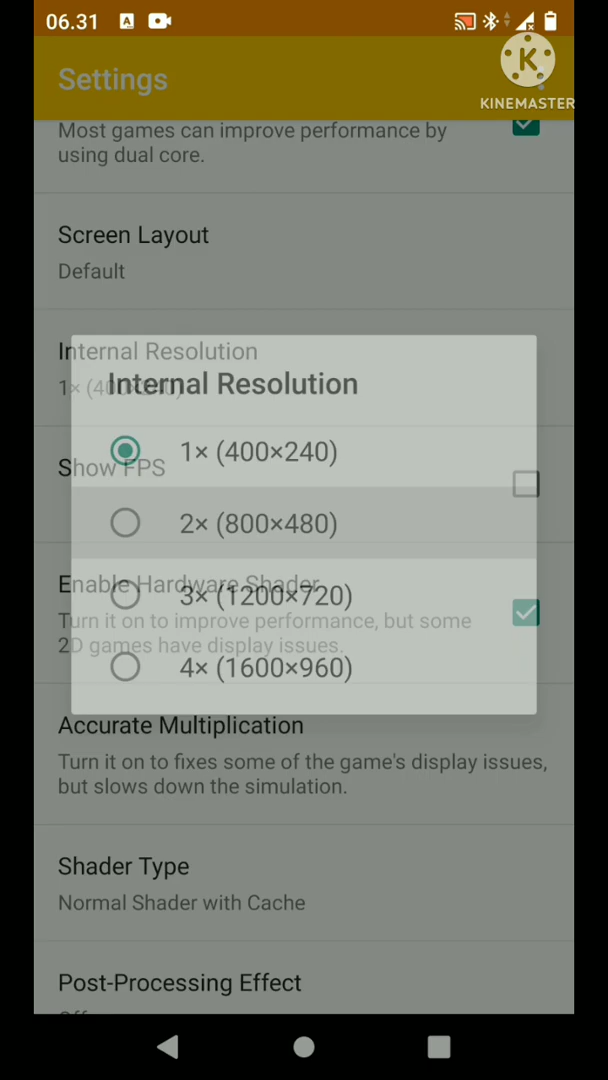 06.31
A
Settings
K
KINEMASTER
Most games can improve performance by
using dual core.
Screen Layout
Default
Internal Resolution
1× (400×240)
Internal Resolution
1× (400×240)
Show FPS
2× (800×480)
Enable Hardware Shader
3× (1200×720)
Turn it on to improve performance, but some
2D games have display issues.
4× (1600×960)
Accurate Multiplication
Turn it on to fixes some of the game's display issues,
but slows down the simulation.
Shader Type
Normal Shader with Cache
Post-Processing Effect